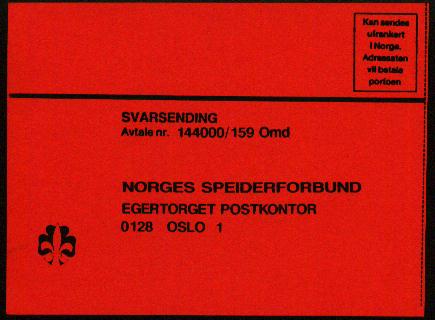 Kan sendes
ufrankert
i Norge.
Adressaten
vil betale
portoen
SVARSENDING
Avtale nr. 144000/159 Omd
NORGES SPEIDERFORBUND
EGERTORGET POSTKONTOR
0128 OSLO 1